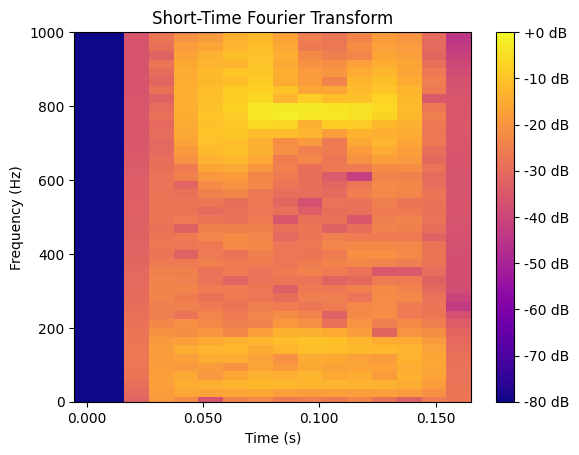 Short-Time Fourier Transform
1000
800
600
400
200
0
Frequency (Hz)
0.000
0.050
0.100
0.150
Time (s)
+0 dB
-10 dB
-20 dB
-30 dB
-40 dB
-50 dB
-60 dB
-70 dB
-80 dB